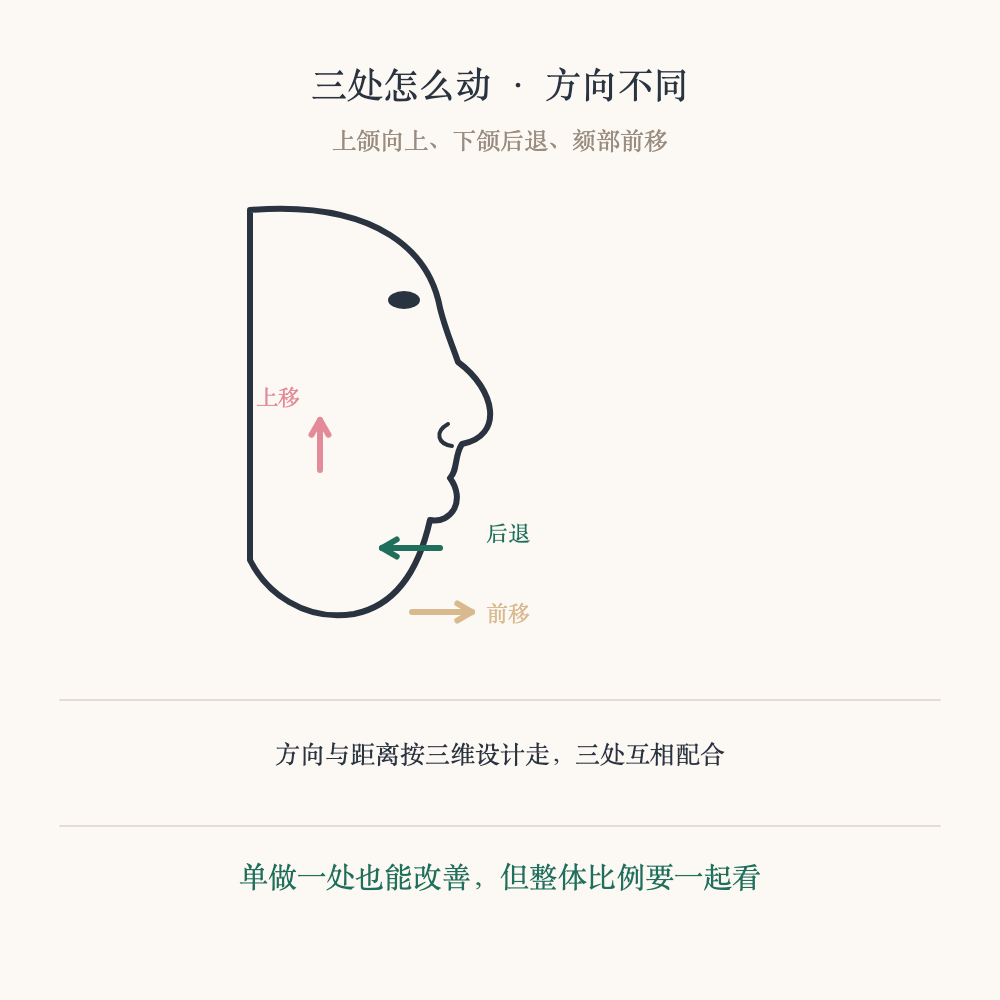 三处怎么动 · 方向不同
上颌向上、下颌后退、颏部前移
上移
后退
前移
方向与距离按三维设计走，三处互相配合
单做一处也能改善，但整体比例要一起看